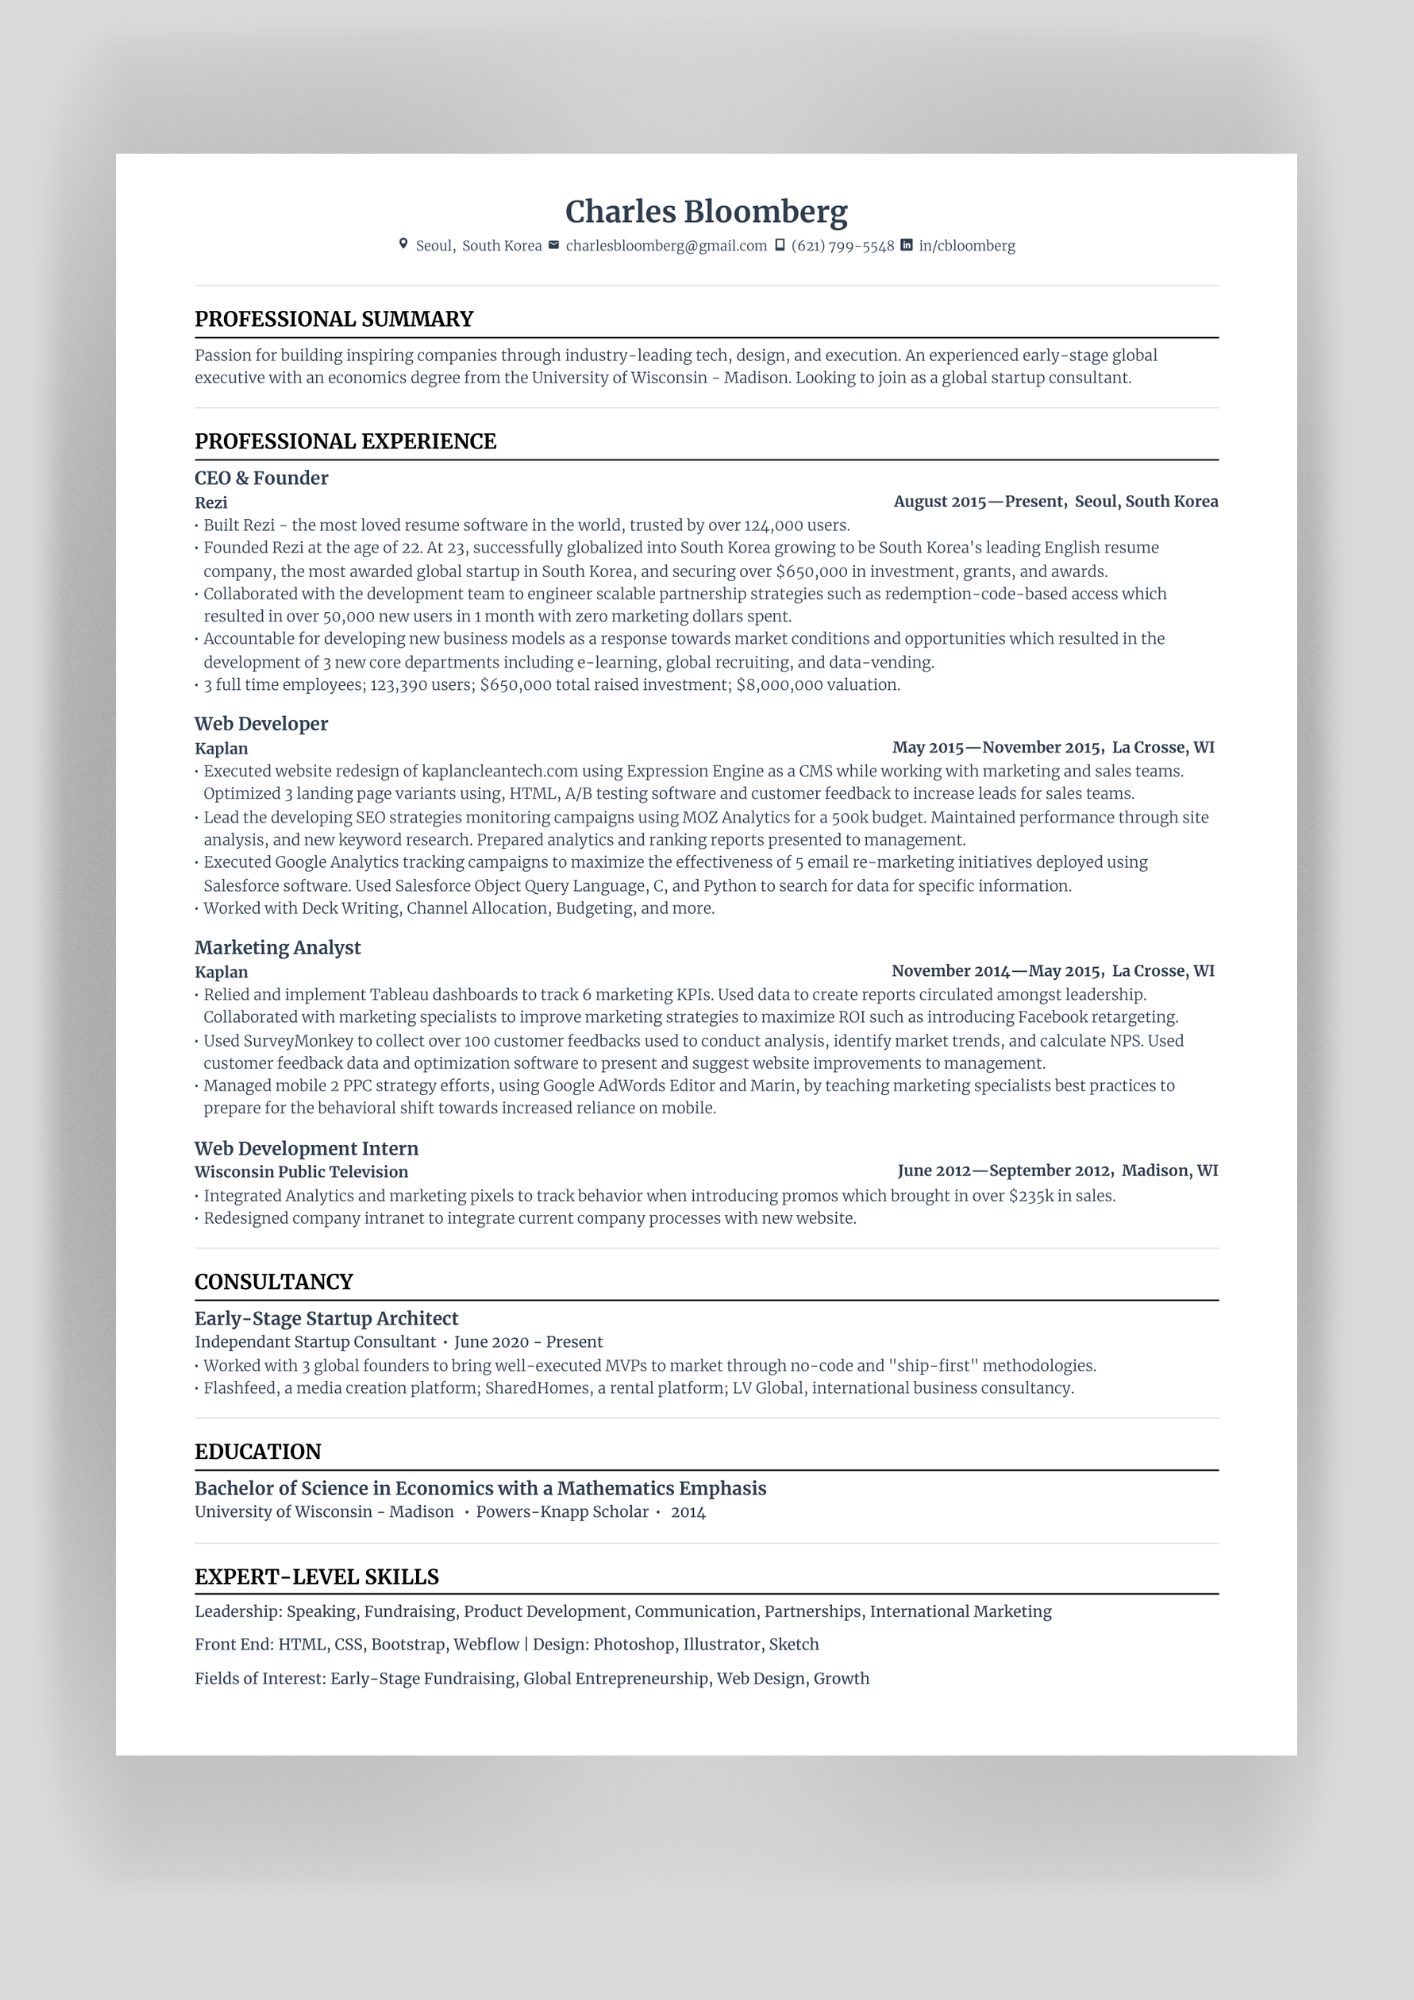 Charles Bloomberg
Seoul, South Korea charlesbloomberg@gmail.com (621) 799-5548 in/cbloomberg
PROFESSIONAL SUMMARY
Passion for building inspiring companies through industry-leading tech, design, and execution. An experienced early-stage global
executive with an economics degree from the University of Wisconsin - Madison. Looking to join as a global startup consultant.
PROFESSIONAL EXPERIENCE
CEO & Founder
Rezi August 2015—Present, Seoul, South Korea
• Built Rezi - the most loved resume software in the world, trusted by over 124,000 users.
• Founded Rezi at the age of 22. At 23, successfully globalized into South Korea growing to be South Korea's leading English resume
company, the most awarded global startup in South Korea, and securing over $650,000 in investment, grants, and awards.
• Collaborated with the development team to engineer scalable partnership strategies such as redemption-code-based access which
resulted in over 50,000 new users in 1 month with zero marketing dollars spent.
• Accountable for developing new business models as a response towards market conditions and opportunities which resulted in the
development of 3 new core departments including e-learning, global recruiting, and data-vending.
• 3 full time employees; 123,390 users; $650,000 total raised investment; $8,000,000 valuation.
Web Developer
Kaplan May 2015—November 2015, La Crosse, WI
• Executed website redesign of kaplancleantech.com using Expression Engine as a CMS while working with marketing and sales teams.
Optimized 3 landing page variants using, HTML, A/B testing software and customer feedback to increase leads for sales teams.
• Lead the developing SEO strategies monitoring campaigns using MOZ Analytics for a 500k budget. Maintained performance through site
analysis, and new keyword research. Prepared analytics and ranking reports presented to management.
• Executed Google Analytics tracking campaigns to maximize the effectiveness of 5 email re-marketing initiatives deployed using
Salesforce software. Used Salesforce Object Query Language, C, and Python to search for data for specific information.
• Worked with Deck Writing, Channel Allocation, Budgeting, and more.
Marketing Analyst
Kaplan November 2014—May 2015, La Crosse, WI
• Relied and implement Tableau dashboards to track 6 marketing KPIs. Used data to create reports circulated amongst leadership.
Collaborated with marketing specialists to improve marketing strategies to maximize ROI such as introducing Facebook retargeting.
• Used SurveyMonkey to collect over 100 customer feedbacks used to conduct analysis, identify market trends, and calculate NPS. Used
customer feedback data and optimization software to present and suggest website improvements to management.
• Managed mobile 2 PPC strategy efforts, using Google AdWords Editor and Marin, by teaching marketing specialists best practices to
prepare for the behavioral shift towards increased reliance on mobile.
Web Development Intern
Wisconsin Public Television June 2012—September 2012, Madison, WI
• Integrated Analytics and marketing pixels to track behavior when introducing promos which brought in over $235k in sales.
• Redesigned company intranet to integrate current company processes with new website.
CONSULTANCY
Early-Stage Startup Architect
Independant Startup Consultant • June 2020 - Present
• Worked with 3 global founders to bring well-executed MVPs to market through no-code and "ship-first" methodologies.
• Flashfeed, a media creation platform; SharedHomes, a rental platform; LV Global, international business consultancy.
EDUCATION
Bachelor of Science in Economics with a Mathematics Emphasis
University of Wisconsin - Madison • Powers-Knapp Scholar • 2014
EXPERT-LEVEL SKILLS
Leadership: Speaking, Fundraising, Product Development, Communication, Partnerships, International Marketing
Front End: HTML, CSS, Bootstrap, Webflow | Design: Photoshop, Illustrator, Sketch
Fields of Interest: Early-Stage Fundraising, Global Entrepreneurship, Web Design, Growth